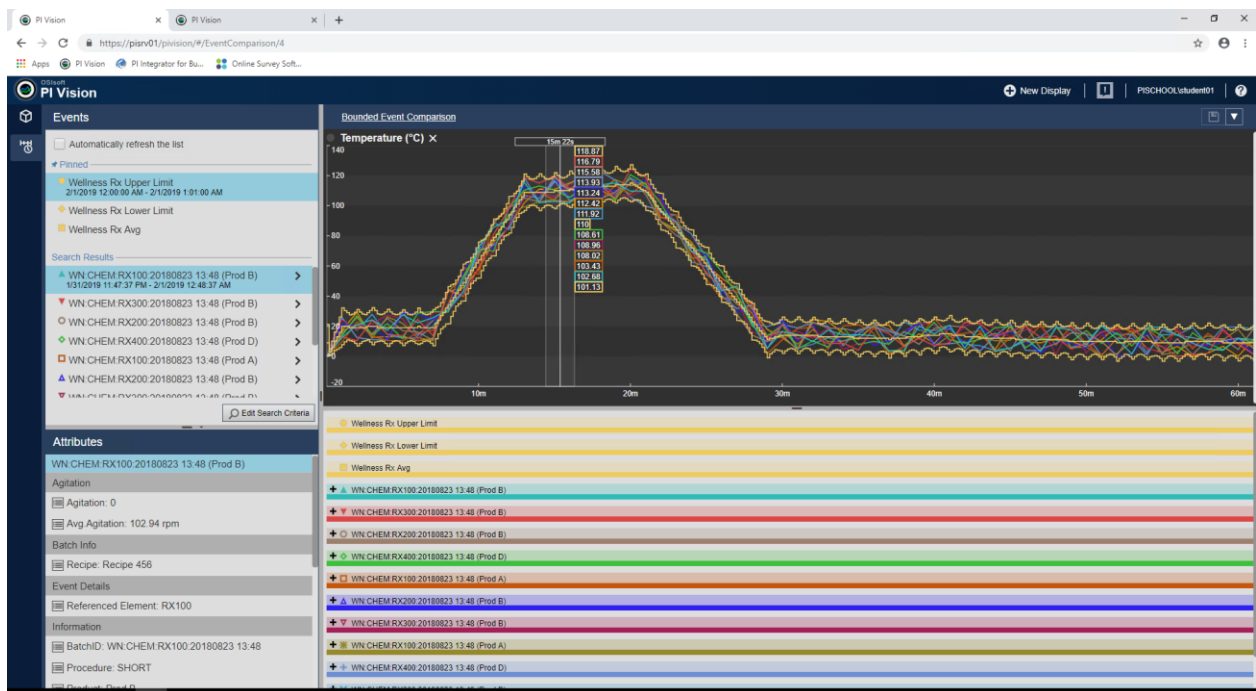 PI Vision
PI Vision
https://pisrv01/pivision/#/EventComparison/4
Apps PI Vision PI Integrator for Bu... Online Survey Soft...
OSIsoft
PI Vision
New Display
PISCHOOL\student01
Events
Automatically refresh the list
Pinned
Wellness Rx Upper Limit
2/1/2019 12:00:00 AM - 2/1/2019 1:01:00 AM
Wellness Rx Lower Limit
Wellness Rx Avg
Search Results
WN:CHEM:RX100:20180823 13:48 (Prod B)
1/31/2019 11:47:37 PM - 2/1/2019 12:48:37 AM
WN:CHEM:RX300:20180823 13:48 (Prod B)
WN:CHEM:RX200:20180823 13:48 (Prod B)
WN:CHEM:RX400:20180823 13:48 (Prod D)
WN:CHEM:RX100:20180823 13:48 (Prod A)
WN:CHEM:RX200:20180823 13:48 (Prod B)
Edit Search Criteria
Attributes
WN:CHEM:RX100:20180823 13:48 (Prod B)
Agitation
Agitation: 0
Avg.Agitation: 102.94 rpm
Batch Info
Recipe: Recipe 456
Event Details
Referenced Element: RX100
Information
BatchID: WN:CHEM:RX100:20180823 13:48
Procedure: SHORT
Product: Prod B
Bounded Event Comparison
Temperature (°C)
15m 22s
140
120
100
80
60
40
20
0
-20
118.87
116.79
115.58
113.93
113.24
112.42
111.92
110
108.61
108.96
108.02
103.43
102.68
101.13
10m 20m 30m 40m 50m 60m
Wellness Rx Upper Limit
Wellness Rx Lower Limit
Wellness Rx Avg
WN:CHEM:RX100:20180823 13:48 (Prod B)
WN:CHEM:RX300:20180823 13:48 (Prod B)
WN:CHEM:RX200:20180823 13:48 (Prod B)
WN:CHEM:RX400:20180823 13:48 (Prod D)
WN:CHEM:RX100:20180823 13:48 (Prod A)
WN:CHEM:RX200:20180823 13:48 (Prod B)
WN:CHEM:RX300:20180823 13:48 (Prod B)
WN:CHEM:RX100:20180823 13:48 (Prod A)
WN:CHEM:RX400:20180823 13:48 (Prod D)